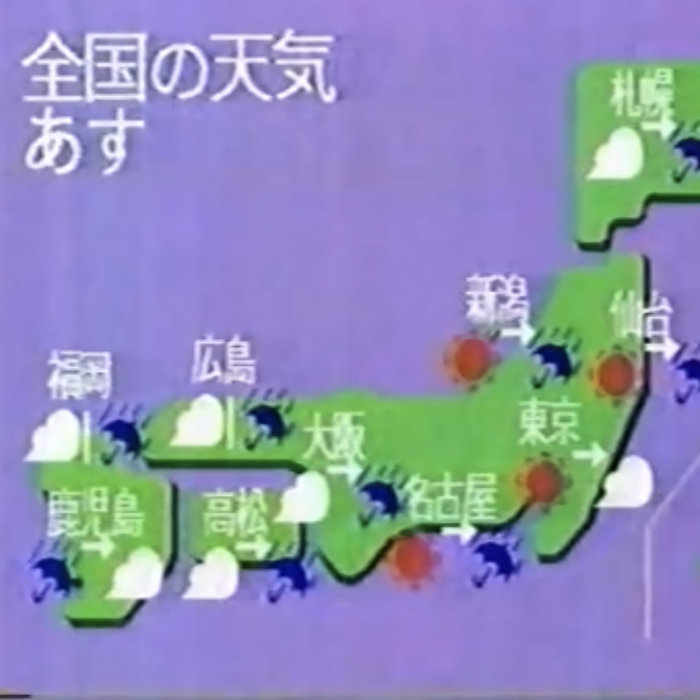 全国の天気
あす
札幌
新潟
仙台
福岡
広島
大阪
東京
鹿児島
高松
名古屋